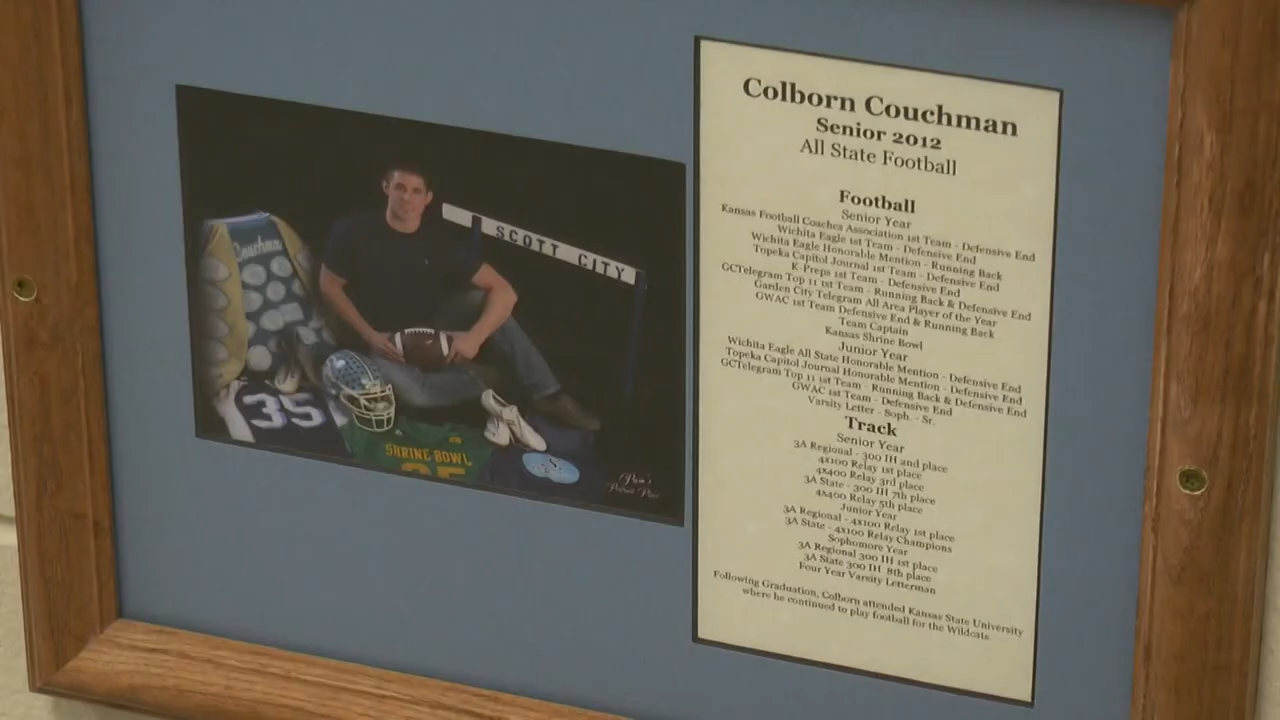 Couchman
SCOTT CITY
35
SHRINE BOWL
35
Pam's
Portrait Place
Colborn Couchman
Senior 2012
All State Football
Football
Senior Year
Kansas Football Coaches Association 1st Team - Defensive End
Wichita Eagle 1st Team - Defensive End
Wichita Eagle Honorable Mention - Running Back
Topeka Capitol Journal 1st Team - Defensive End
K-Preps 1st Team - Defensive End
GCTelegram Top 11 1st Team - Running Back & Defensive End
Garden City Telegram All Area Player of the Year
GWAC 1st Team Defensive End & Running Back
Team Captain
Kansas Shrine Bowl
Junior Year
Wichita Eagle All State Honorable Mention - Defensive End
Topeka Capitol Journal Honorable Mention - Defensive End
GCTelegram Top 11 1st Team - Running Back & Defensive End
GWAC 1st Team - Defensive End
Varsity Letter - Soph. - Sr.
Track
Senior Year
3A Regional - 300 IH and place
4x100 Relay 1st place
4x400 Relay 3rd place
3A State - 300 IH 7th place
4x400 Relay 5th place
Junior Year
3A Regional - 4x100 Relay 1st place
3A State - 4x100 Relay Champions
Sophomore Year
3A Regional 300 IH 1st place
3A State 300 IH 8th place
Four Year Varsity Letterman
Following Graduation, Colborn attended Kansas State University
where he continued to play football for the Wildcats